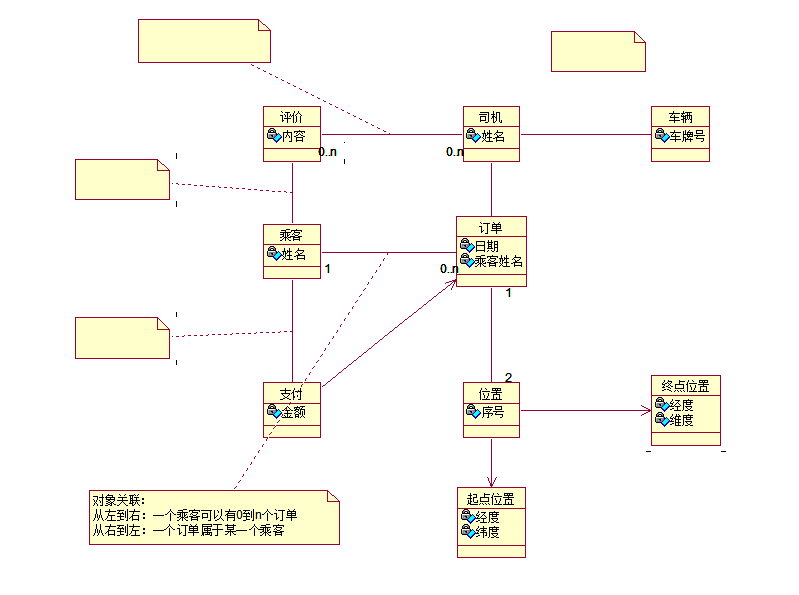 评价
内容
0..n
司机
姓名
0..n
车辆
车牌号
乘客
姓名
1
订单
日期
乘客姓名
0..n
1
支付
金额
2
位置
序号
终点位置
经度
维度
起点位置
经度
纬度
对象关联：
从左到右：一个乘客可以有0到n个订单
从右到左：一个订单属于某一个乘客